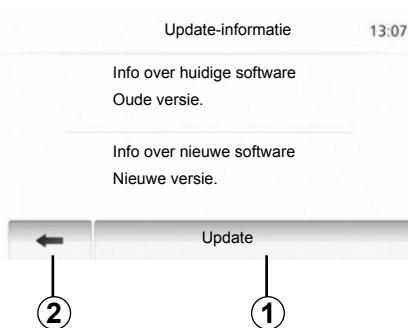 Update-informatie 13:07
Info over huidige software
Oude versie.
Info over nieuwe software
Nieuwe versie.
Update
2 1